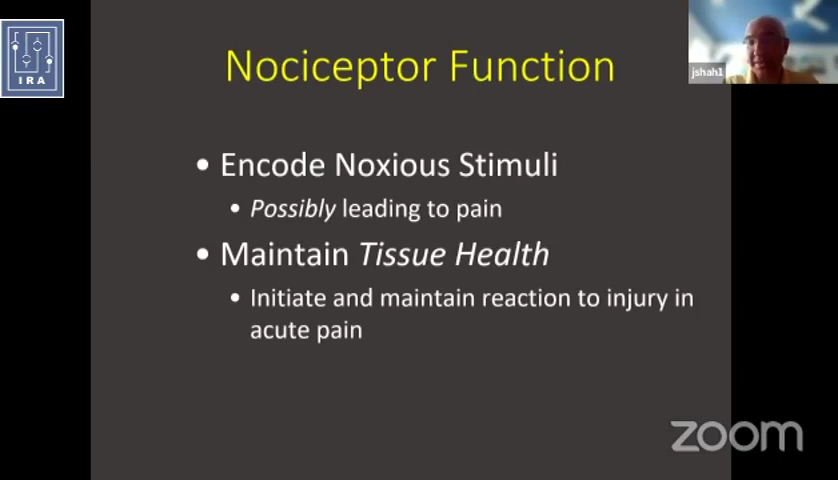 Nociceptor Function
jshah1
IRA
• Encode Noxious Stimuli
• Possibly leading to pain
• Maintain Tissue Health
• Initiate and maintain reaction to injury in
acute pain
zoom